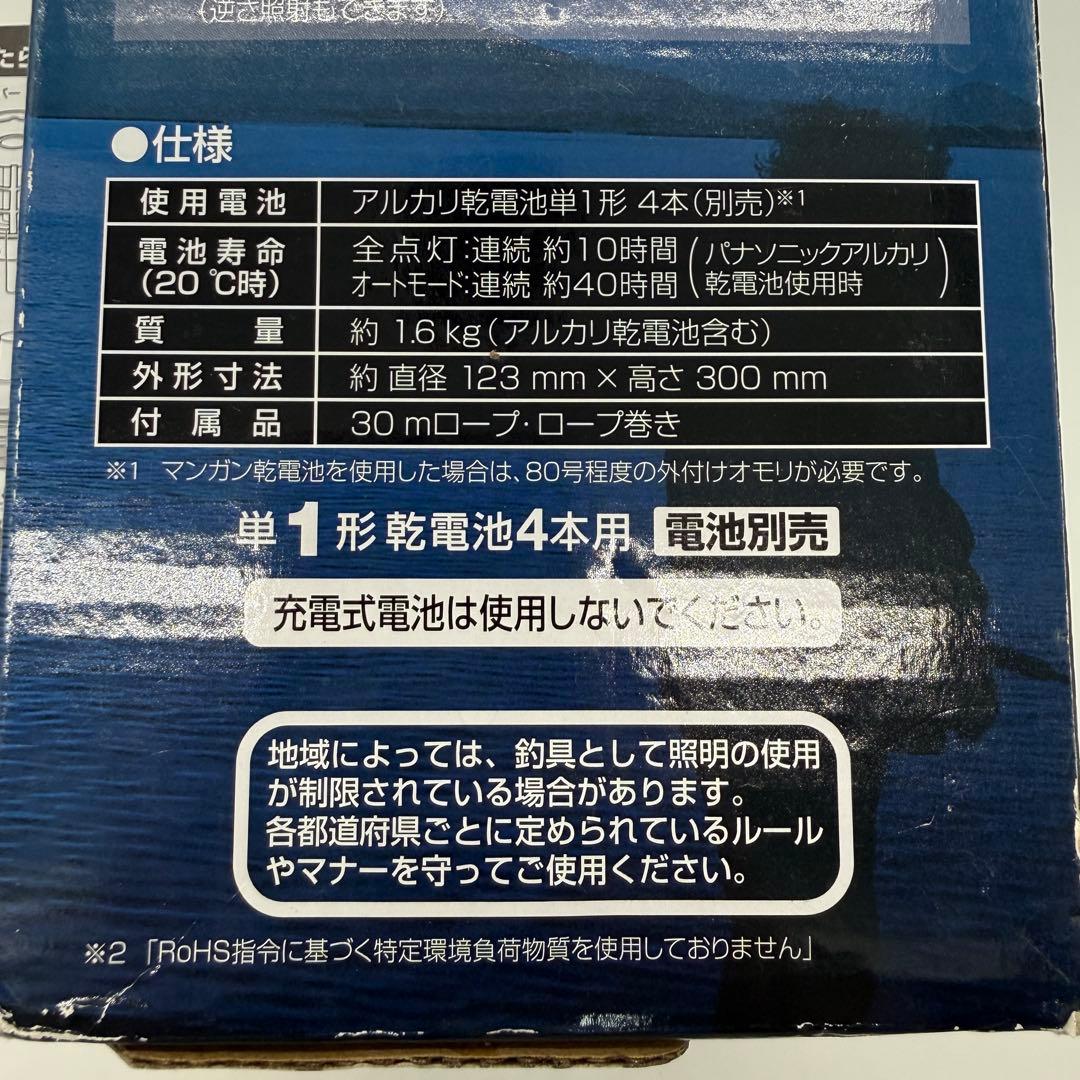 (逆さ照射もできます)
たら
●仕様
使用電池 アルカリ乾電池単1形 4本(別売)※1
電池寿命(20℃時) 全点灯:連続 約10時間 オートモード:連続 約40時間 (パナソニックアルカリ乾電池使用時)
質量 約 1.6 kg(アルカリ乾電池含む)
外形寸法 約 直径 123 mm × 高さ 300 mm
付属品 30 mロープ・ロープ巻き
※1 マンガン乾電池を使用した場合は、80号程度の外付けオモリが必要です。
単1形乾電池4本用 電池別売
充電式電池は使用しないでください。
地域によっては、釣具として照明の使用
が制限されている場合があります。
各都道府県ごとに定められているルール
やマナーを守ってご使用ください。
※2 「RoHS指令に基づく特定環境負荷物質を使用しておりません」